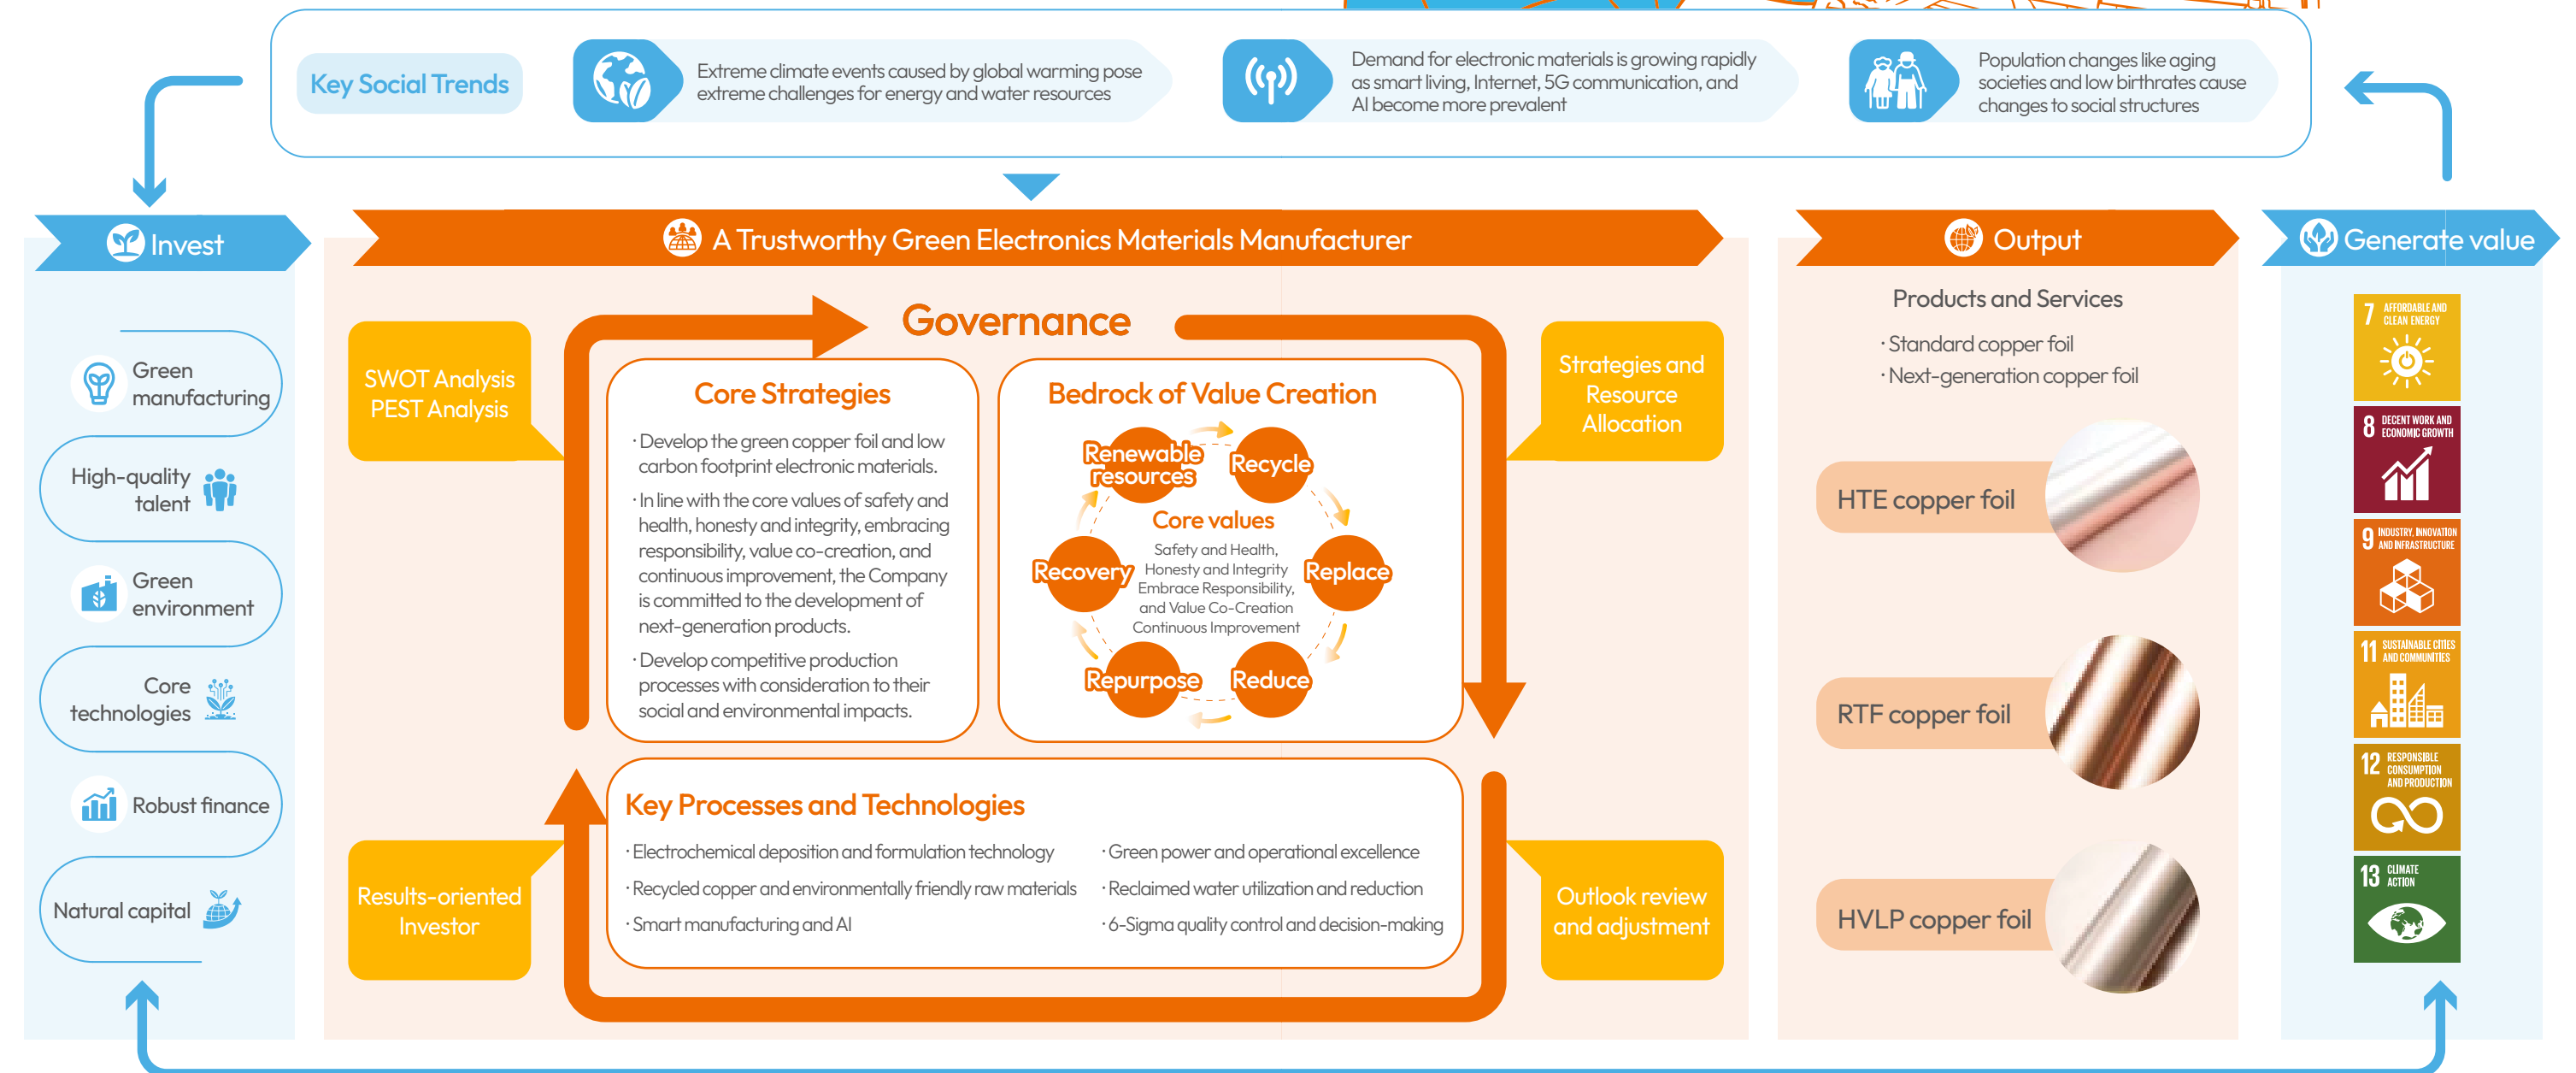 Key Social Trends
Extreme climate events caused by global warming pose
extreme challenges for energy and water resources
Demand for electronic materials is growing rapidly
as smart living, Internet, 5G communication, and
AI become more prevalent
Population changes like aging
societies and low birthrates cause
changes to social structures
Invest
Green
manufacturing
High-quality
talent
Green
environment
Core
technologies
Robust finance
Natural capital
A Trustworthy Green Electronics Materials Manufacturer
SWOT Analysis
PEST Analysis
Governance
Strategies and
Resource
Allocation
Core Strategies
· Develop the green copper foil and low
carbon footprint electronic materials.
· In line with the core values of safety and
health, honesty and integrity, embracing
responsibility, value co-creation, and
continuous improvement, the Company
is committed to the development of
next-generation products.
· Develop competitive production
processes with consideration to their
social and environmental impacts.
Bedrock of Value Creation
Renewable
resources
Recycle
Replace
Reduce
Repurpose
Recovery
Core values
Safety and Health,
Honesty and Integrity
Embrace Responsibility,
and Value Co-Creation
Continuous Improvement
Results-oriented
Investor
Key Processes and Technologies
· Electrochemical deposition and formulation technology
· Recycled copper and environmentally friendly raw materials
· Smart manufacturing and AI
· Green power and operational excellence
· Reclaimed water utilization and reduction
· 6-Sigma quality control and decision-making
Outlook review
and adjustment
Output
Products and Services
· Standard copper foil
· Next-generation copper foil
HTE copper foil
RTF copper foil
HVLP copper foil
Generate value
7 AFFORDABLE AND
CLEAN ENERGY
8 DECENT WORK AND
ECONOMIC GROWTH
9 INDUSTRY, INNOVATION
AND INFRASTRUCTURE
11 SUSTAINABLE CITIES
AND COMMUNITIES
12 RESPONSIBLE
CONSUMPTION
AND PRODUCTION
13 CLIMATE
ACTION